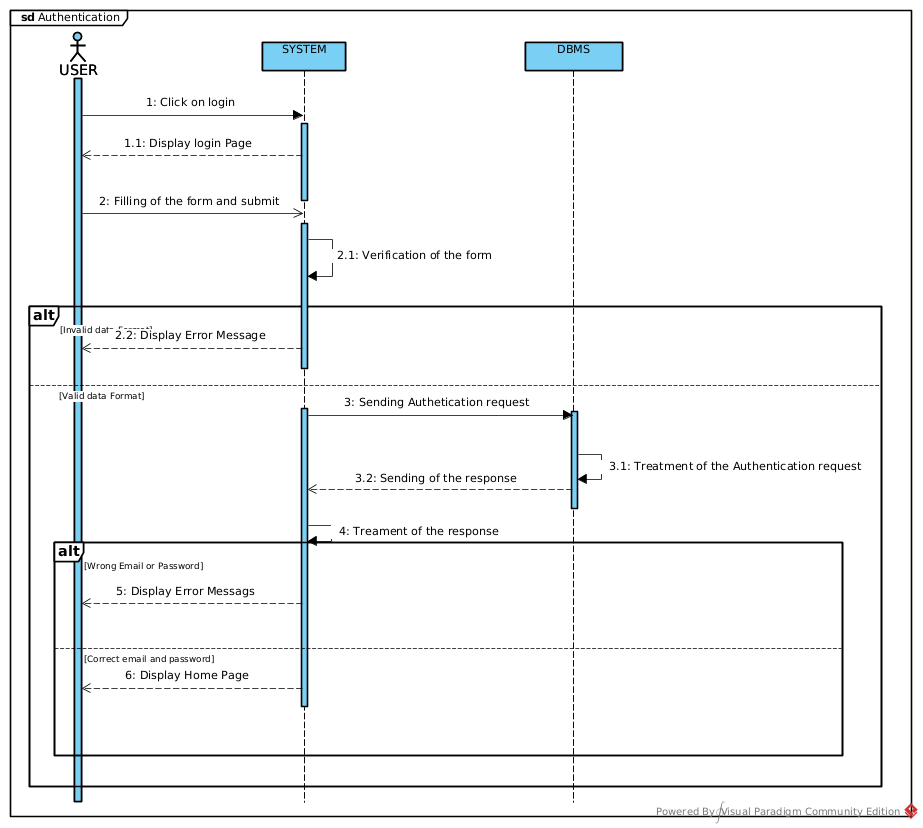 sd Authentication
USER
SYSTEM
DBMS
1: Click on login
1.1: Display login Page
2: Filling of the form and submit
2.1: Verification of the form
alt
[Invalid data Format]
2.2: Display Error Message
[Valid data Format]
3: Sending Authetication request
3.1: Treatment of the Authentication request
3.2: Sending of the response
4: Treament of the response
alt
[Wrong Email or Password]
5: Display Error Messags
[Correct email and password]
6: Display Home Page
Powered By Visual Paradigm Community Edition